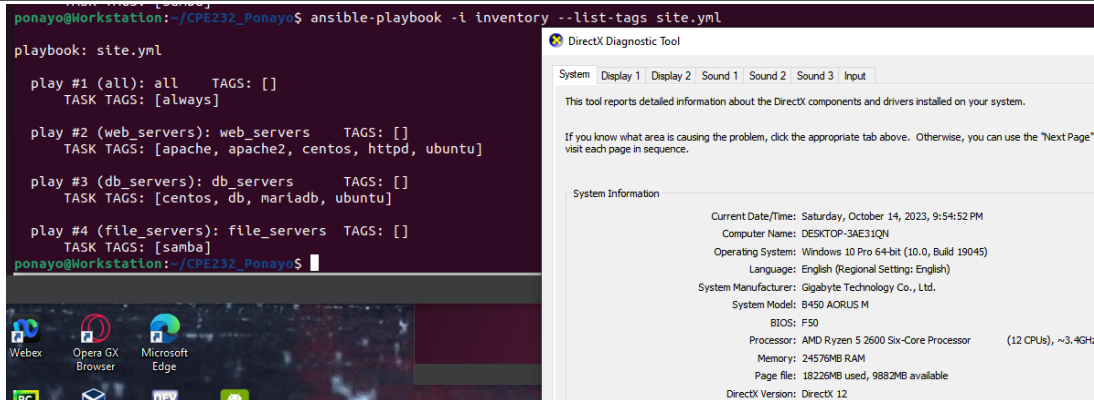 ponayo@Workstation:~/CPE232_Ponayo$ ansible-playbook -i inventory --list-tags site.yml
playbook: site.yml
play #1 (all): all TAGS: []
TASK TAGS: [always]
play #2 (web_servers): web_servers TAGS: []
TASK TAGS: [apache, apache2, centos, httpd, ubuntu]
play #3 (db_servers): db_servers TAGS: []
TASK TAGS: [centos, db, mariadb, ubuntu]
play #4 (file_servers): file_servers TAGS: []
TASK TAGS: [samba]
ponayo@Workstation:~/CPE232_Ponayo$
DirectX Diagnostic Tool
System Display 1 Display 2 Sound 1 Sound 2 Sound 3 Input
This tool reports detailed information about the DirectX components and drivers installed on your system.
If you know what area is causing the problem, click the appropriate tab above. Otherwise, you can use the "Next Page"
visit each page in sequence.
System Information
Current Date/Time: Saturday, October 14, 2023, 9:54:52 PM
Computer Name: DESKTOP-3AE31QN
Operating System: Windows 10 Pro 64-bit (10.0, Build 19045)
Language: English (Regional Setting: English)
System Manufacturer: Gigabyte Technology Co., Ltd.
System Model: B450 AORUS M
BIOS: F50
Processor: AMD Ryzen 5 2600 Six-Core Processor (12 CPUs), ~3.4GHz
Memory: 24576MB RAM
Page file: 18226MB used, 9882MB available
DirectX Version: DirectX 12
Webex
Opera GX Browser
Microsoft Edge
PC
DEV